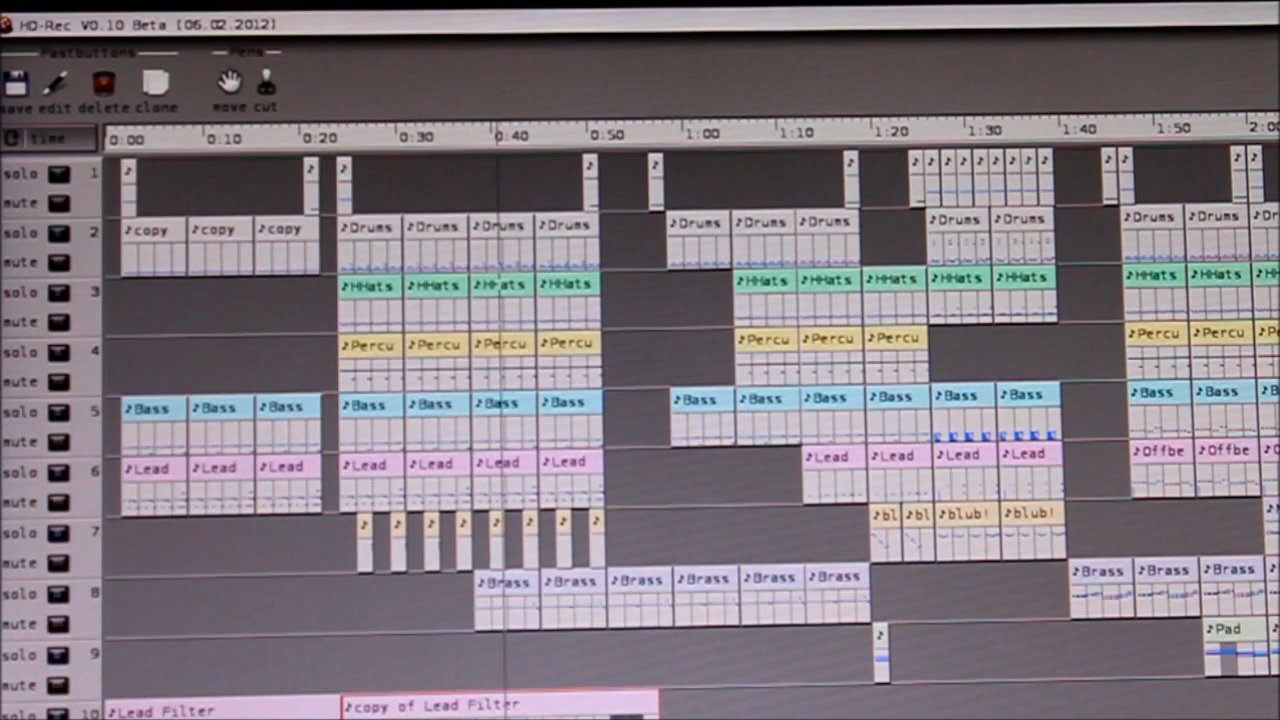 HD-Rec V0.10 Beta [06.02.2012]
Fastbuttons Pens
save edit delete clone move cut
time 0:00 0:10 0:20 0:30 0:40 0:50 1:00 1:10 1:20 1:30 1:40 1:50 2:00
solo 1
mute
solo 2 copy copy copy Drums Drums Drums Drums Drums Drums Drums Drums Drums Drums Drums
mute
solo 3 HHats HHats HHats HHats HHats HHats HHats HHats HHats HHats HHats
mute
solo 4 Percu Percu Percu Percu Percu Percu Percu Percu Percu
mute
solo 5 Bass Bass Bass Bass Bass Bass Bass Bass Bass Bass Bass Bass Bass Bass Bass
mute
solo 6 Lead Lead Lead Lead Lead Lead Lead Lead Lead Lead Lead Offbe Offbe
mute
solo 7 bl bl blub! blub!
mute
solo 8 Brass Brass Brass Brass Brass Brass Brass Brass Brass
mute
solo 9 Pad
mute
solo 10 Lead Filter copy of Lead Filter